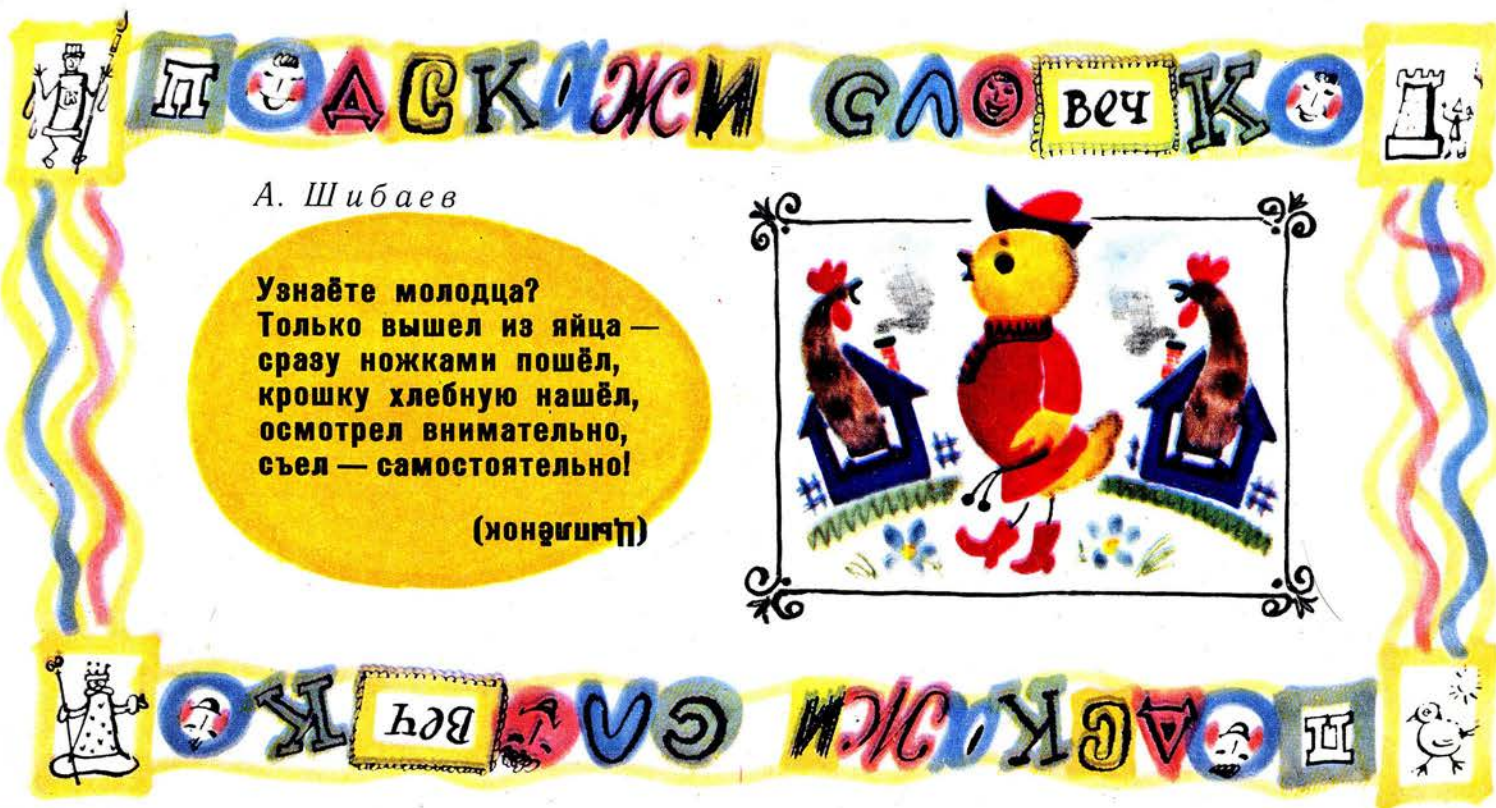 ПОДСКАЖИ СЛОВЕЧКО
А. Шибаев
Узнаёте молодца?
Только вышел из яйца —
сразу ножками пошёл,
крошку хлебную нашёл,
осмотрел внимательно,
съел — самостоятельно!
(Цыплёнок)
ПОДСКАЖИ СЛОВЕЧКО